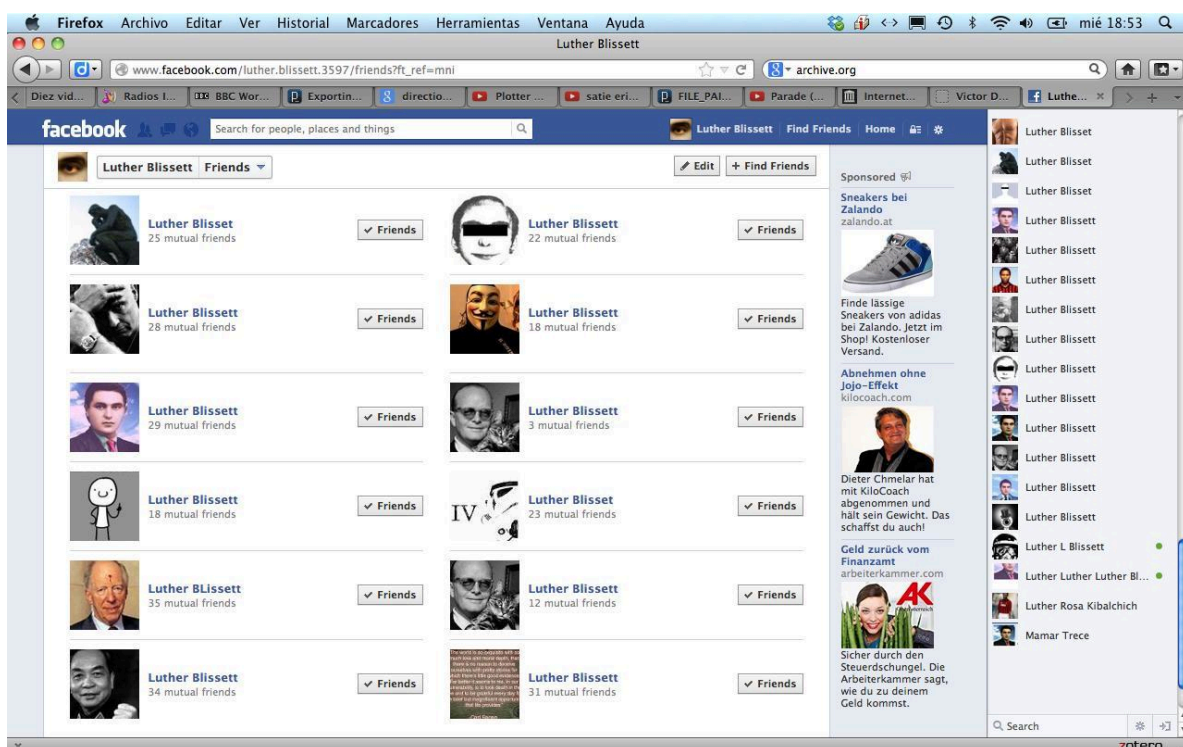 Firefox Archivo Editar Ver Historial Marcadores Herramientas Ventana Ayuda
mié 18:53
Luther Blissett
www.facebook.com/luther.blissett.3597/friends?ft_ref=mni
archive.org
Diez vid...
Radios I...
BBC Wor...
Exportin...
directio...
Plotter ...
satie eri...
FILE_PAI...
Parade (...
Internet...
Victor D...
Luthe...
facebook
Search for people, places and things
Luther Blissett Find Friends Home
Luther Blissett Friends
Edit
+ Find Friends
Luther Blisset
25 mutual friends
Friends
Luther Blissett
22 mutual friends
Friends
Luther Blissett
28 mutual friends
Friends
Luther Blissett
18 mutual friends
Friends
Luther Blissett
29 mutual friends
Friends
Luther Blissett
3 mutual friends
Friends
Luther Blissett
18 mutual friends
Friends
IV
Luther Blisset
23 mutual friends
Friends
Luther BLissett
35 mutual friends
Friends
Luther Blissett
12 mutual friends
Friends
Luther Blissett
34 mutual friends
Friends
Luther Blissett
31 mutual friends
Friends
Sponsored
Sneakers bei
Zalando
zalando.at
Finde lässige
Sneakers von adidas
bei Zalando. Jetzt im
Shop! Kostenloser
Versand.
Abnehmen ohne
Jojo-Effekt
kilocoach.com
Dieter Chmelar hat
mit KiloCoach
abgenommen und
hält sein Gewicht. Das
schaffst du auch!
Geld zurück vom
Finanzamt
arbeiterkammer.com
AK
Sicher durch den
Steuerdschungel. Die
Arbeiterkammer sagt,
wie du zu deinem
Geld kommst.
Luther Blisset
Luther Blisset
Luther Blisset
Luther Blissett
Luther Blissett
Luther Blissett
Luther Blissett
Luther Blissett
Luther Blissett
Luther Blissett
Luther Blissett
Luther Blissett
Luther Blissett
Luther Blissett
Luther L Blissett
Luther Luther Luther Bl...
Luther Rosa Kibalchich
Mamar Trece
Search
zotero